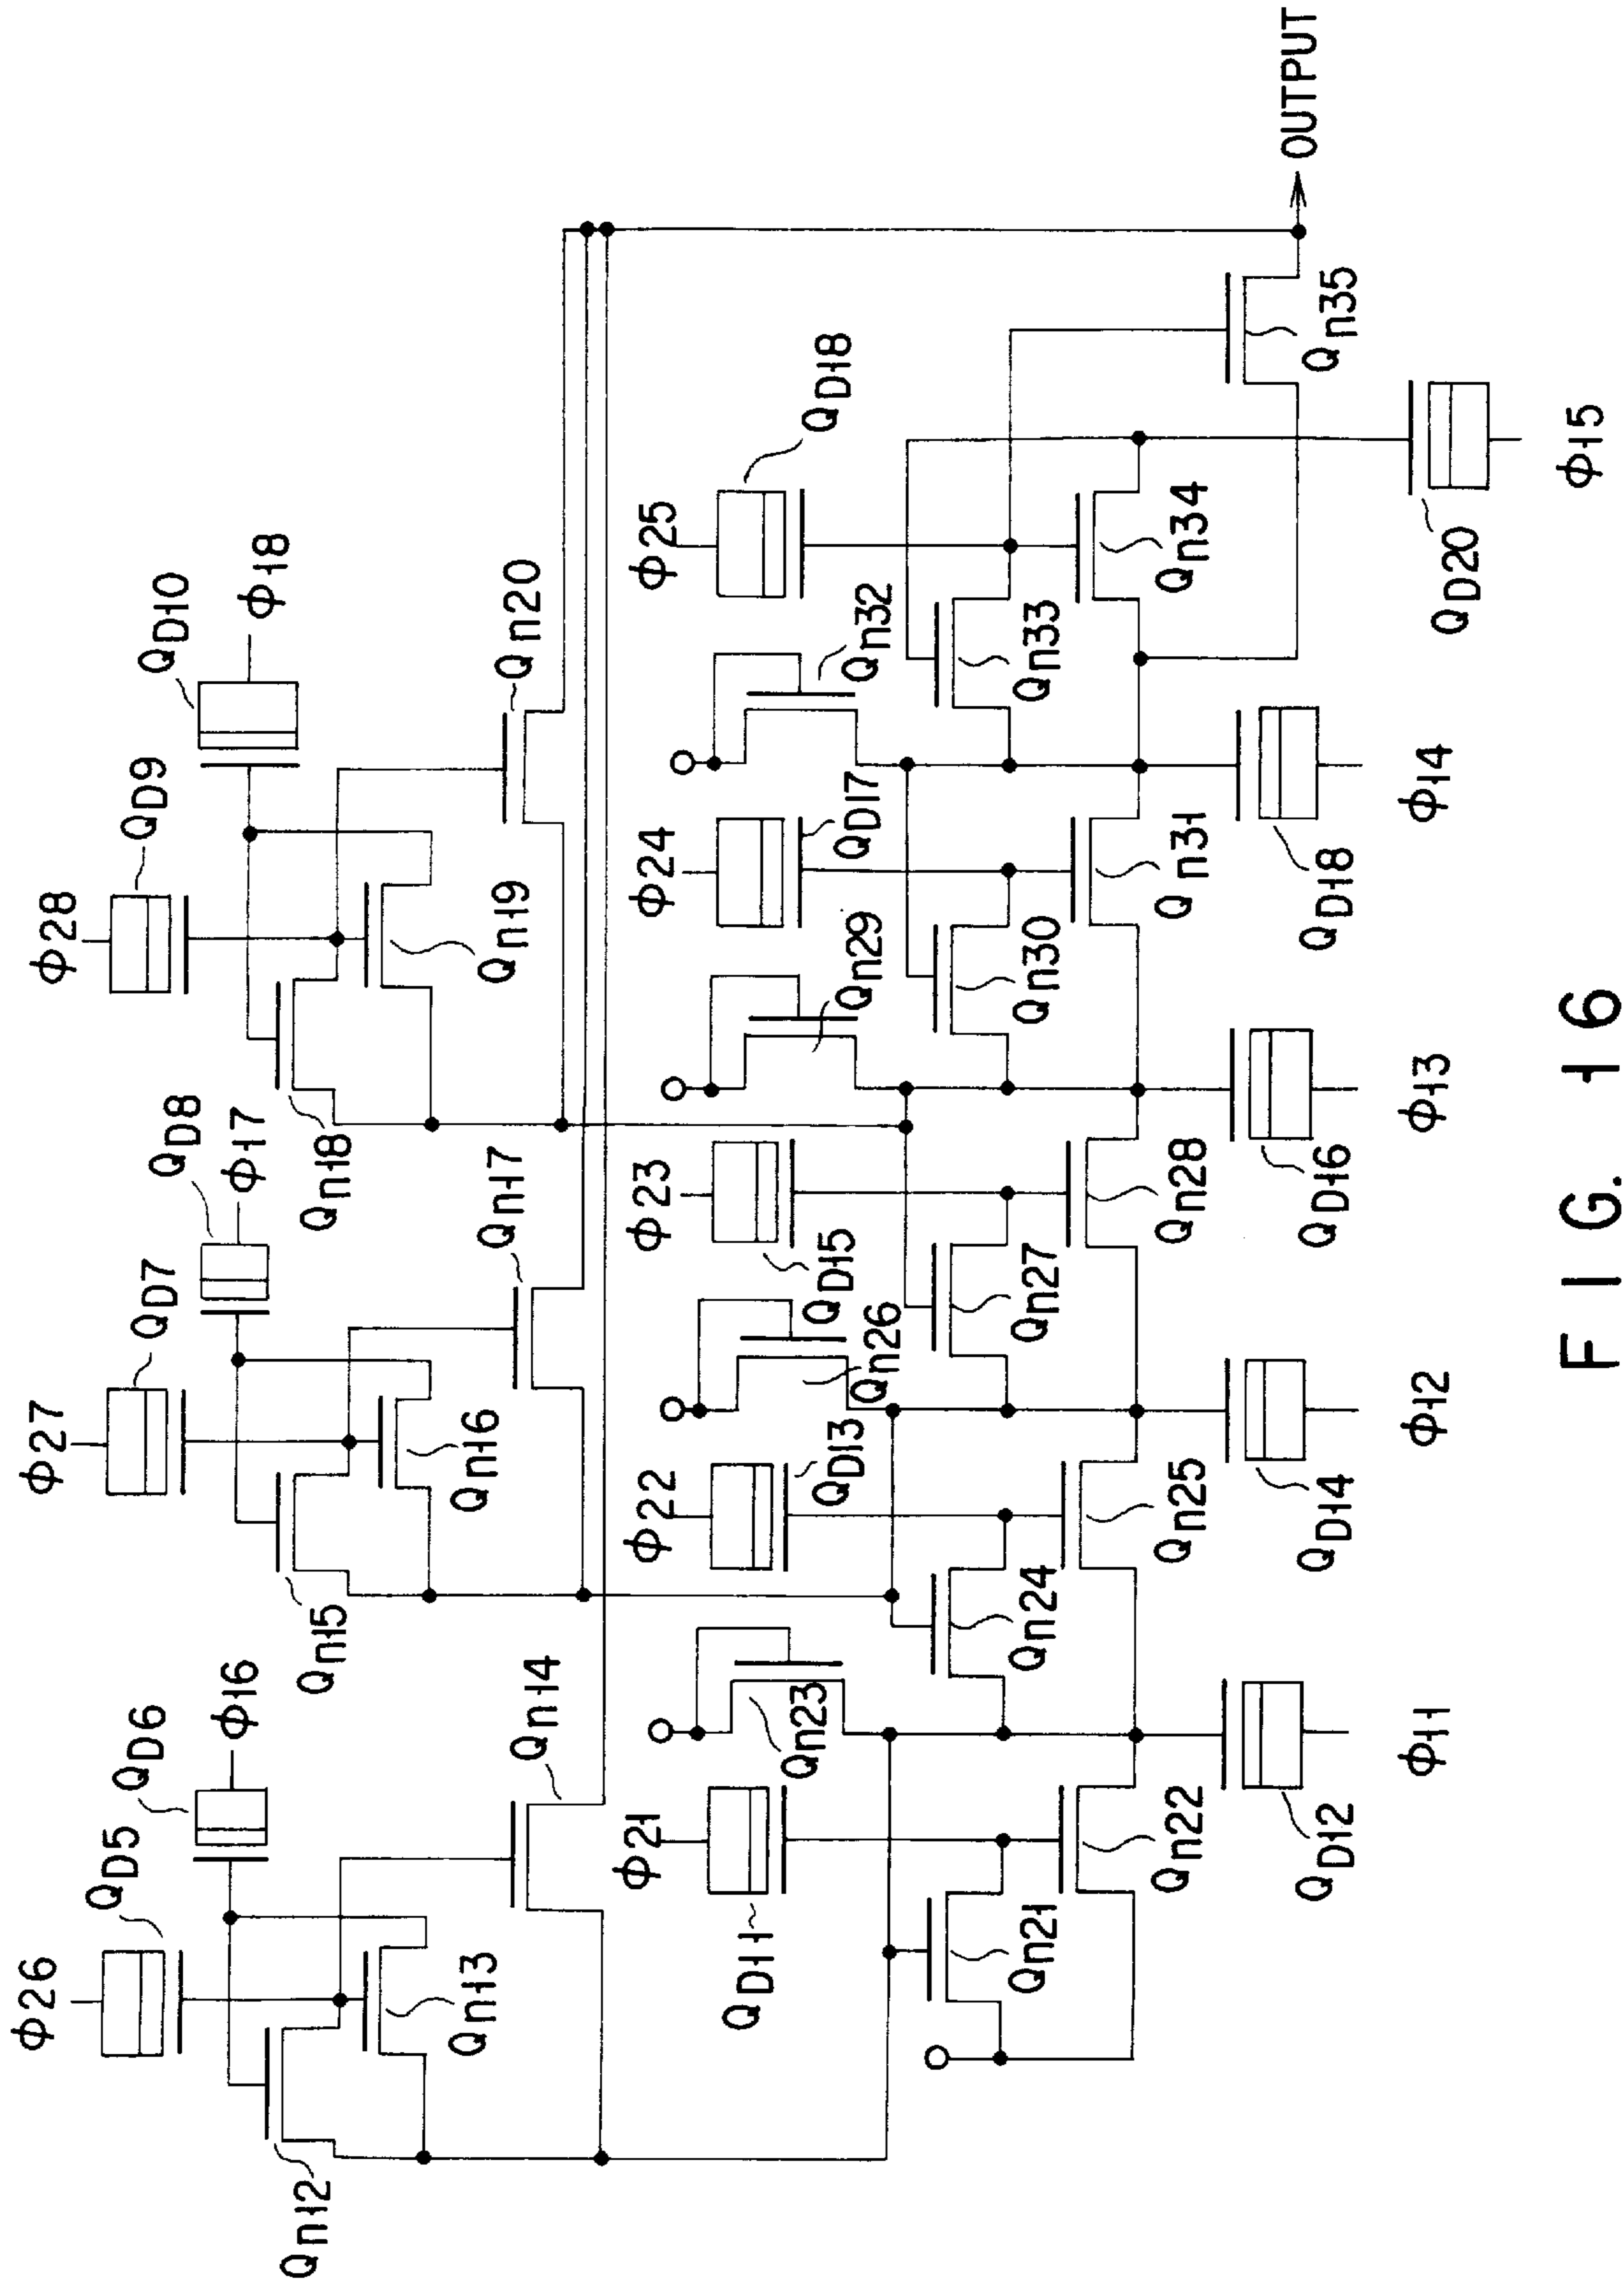 Φ26
QD5
QD6
Φ16
Qn12
Qn13
Qn14
Φ27
QD7
QD8
Φ17
Qn15
Qn16
Qn17
Φ28
QD9
QD10
Φ18
Qn18
Qn19
Qn20
Φ21
QD11
Qn21
Qn22
Qn23
QD12
Φ11
Φ22
QD13
Qn24
Qn25
Qn26
QD14
Φ12
Φ23
QD15
Qn27
Qn28
Qn29
QD16
Φ13
Φ24
QD17
Qn30
Qn31
Qn32
QD18
Φ14
Φ25
QD18
Qn33
Qn34
Qn35
QD20
Φ15
OUTPUT
FIG. 16